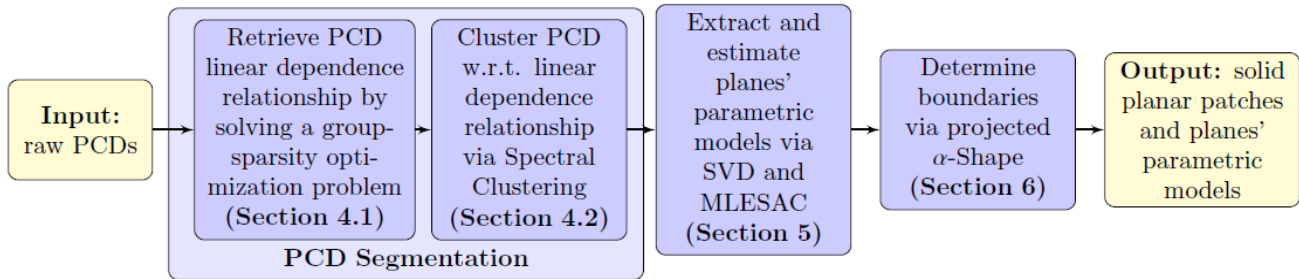 Input:
raw PCDs
Retrieve PCD
linear dependence
relationship by
solving a group-
sparsity opti-
mization problem
(Section 4.1)
Cluster PCD
w.r.t. linear
dependence
relationship
via Spectral
Clustering
(Section 4.2)
PCD Segmentation
Extract and
estimate
planes'
parametric
models via
SVD and
MLESAC
(Section 5)
Determine
boundaries
via projected
α-Shape
(Section 6)
Output: solid
planar patches
and planes'
parametric
models